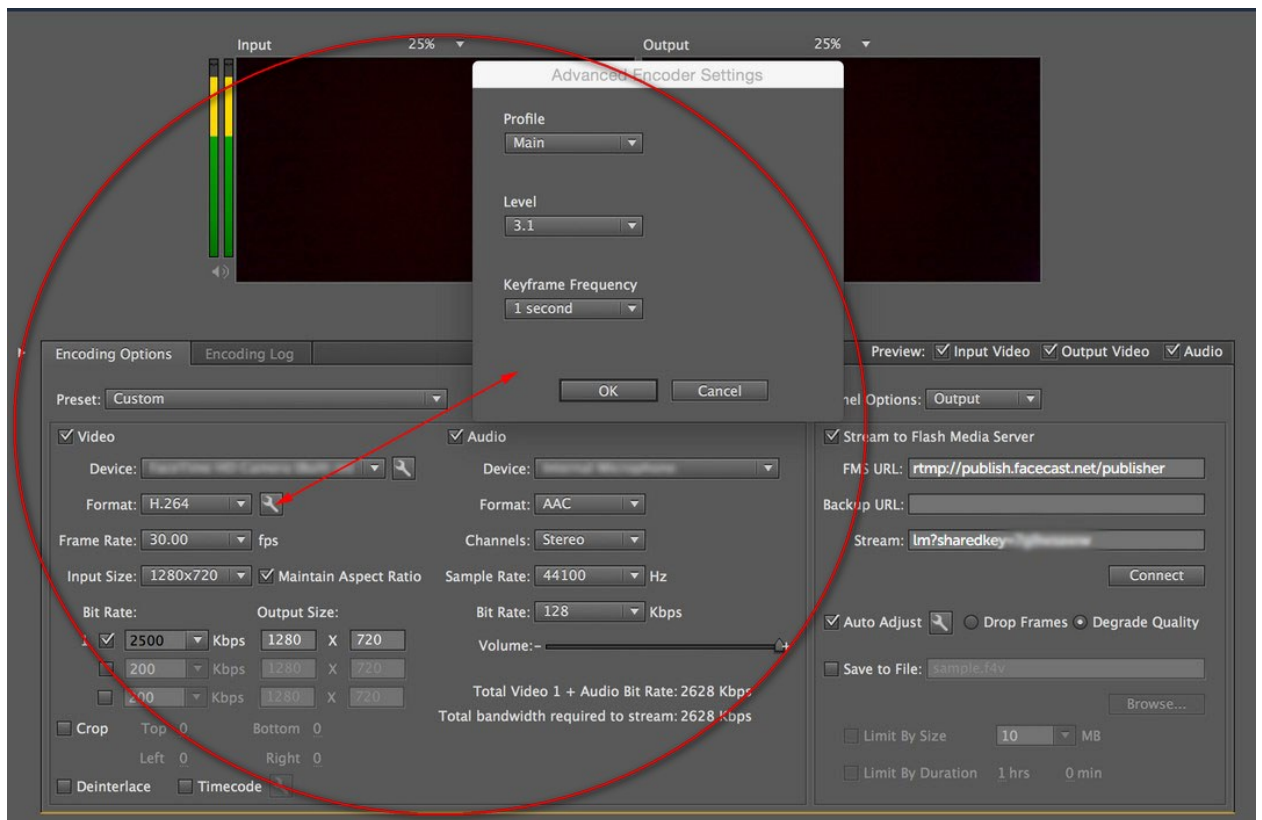 Input 25% Output 25%
Advanced Encoder Settings
Profile
Main
Level
3.1
Keyframe Frequency
1 second
OK Cancel
Encoding Options Encoding Log Preview: Input Video Output Video Audio
Preset: Custom nel Options: Output
Video
Device:
Format: H.264
Frame Rate: 30.00 fps
Input Size: 1280x720 Maintain Aspect Ratio
Bit Rate: Output Size:
1 2500 Kbps 1280 X 720
200 Kbps 1280 X 720
200 Kbps 1280 X 720
Crop Top 0 Bottom 0
Left 0 Right 0
Deinterlace Timecode
Audio
Device: Internal Microphone
Format: AAC
Channels: Stereo
Sample Rate: 44100 Hz
Bit Rate: 128 Kbps
Volume: - +
Total Video 1 + Audio Bit Rate: 2628 Kbps
Total bandwidth required to stream: 2628 Kbps
Stream to Flash Media Server
FMS URL: rtmp://publish.facecast.net/publisher
Backup URL:
Stream: lm?sharedkey
Connect
Auto Adjust Drop Frames Degrade Quality
Save to File: sample.f4v
Browse...
Limit By Size 10 MB
Limit By Duration 1 hrs 0 min